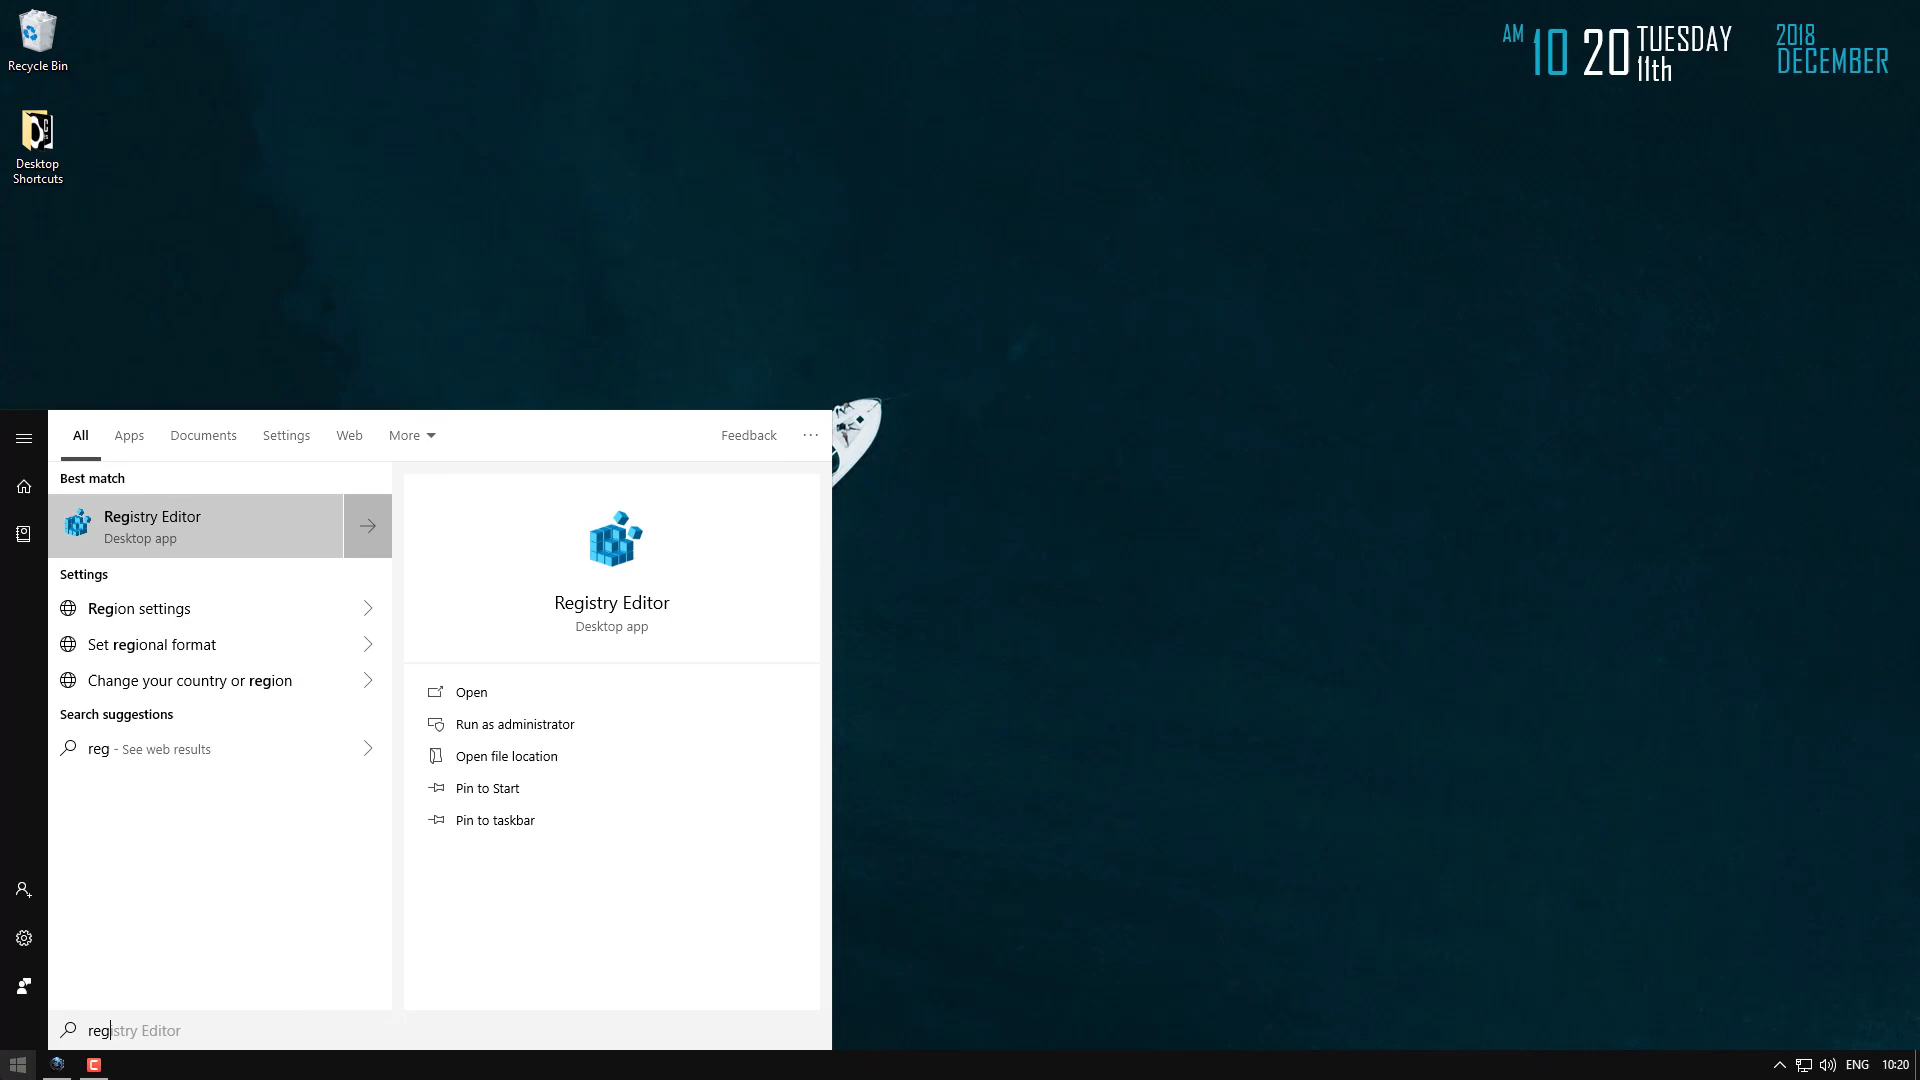 Recycle Bin
Desktop
Shortcuts
AM 10 20 TUESDAY
11th
2018
DECEMBER
All Apps Documents Settings Web More Feedback ...
Best match
Registry Editor
Desktop app
Settings
Region settings
Set regional format
Change your country or region
Search suggestions
reg - See web results
Registry Editor
Desktop app
Open
Run as administrator
Open file location
Pin to Start
Pin to taskbar
registry Editor
ENG 10:20